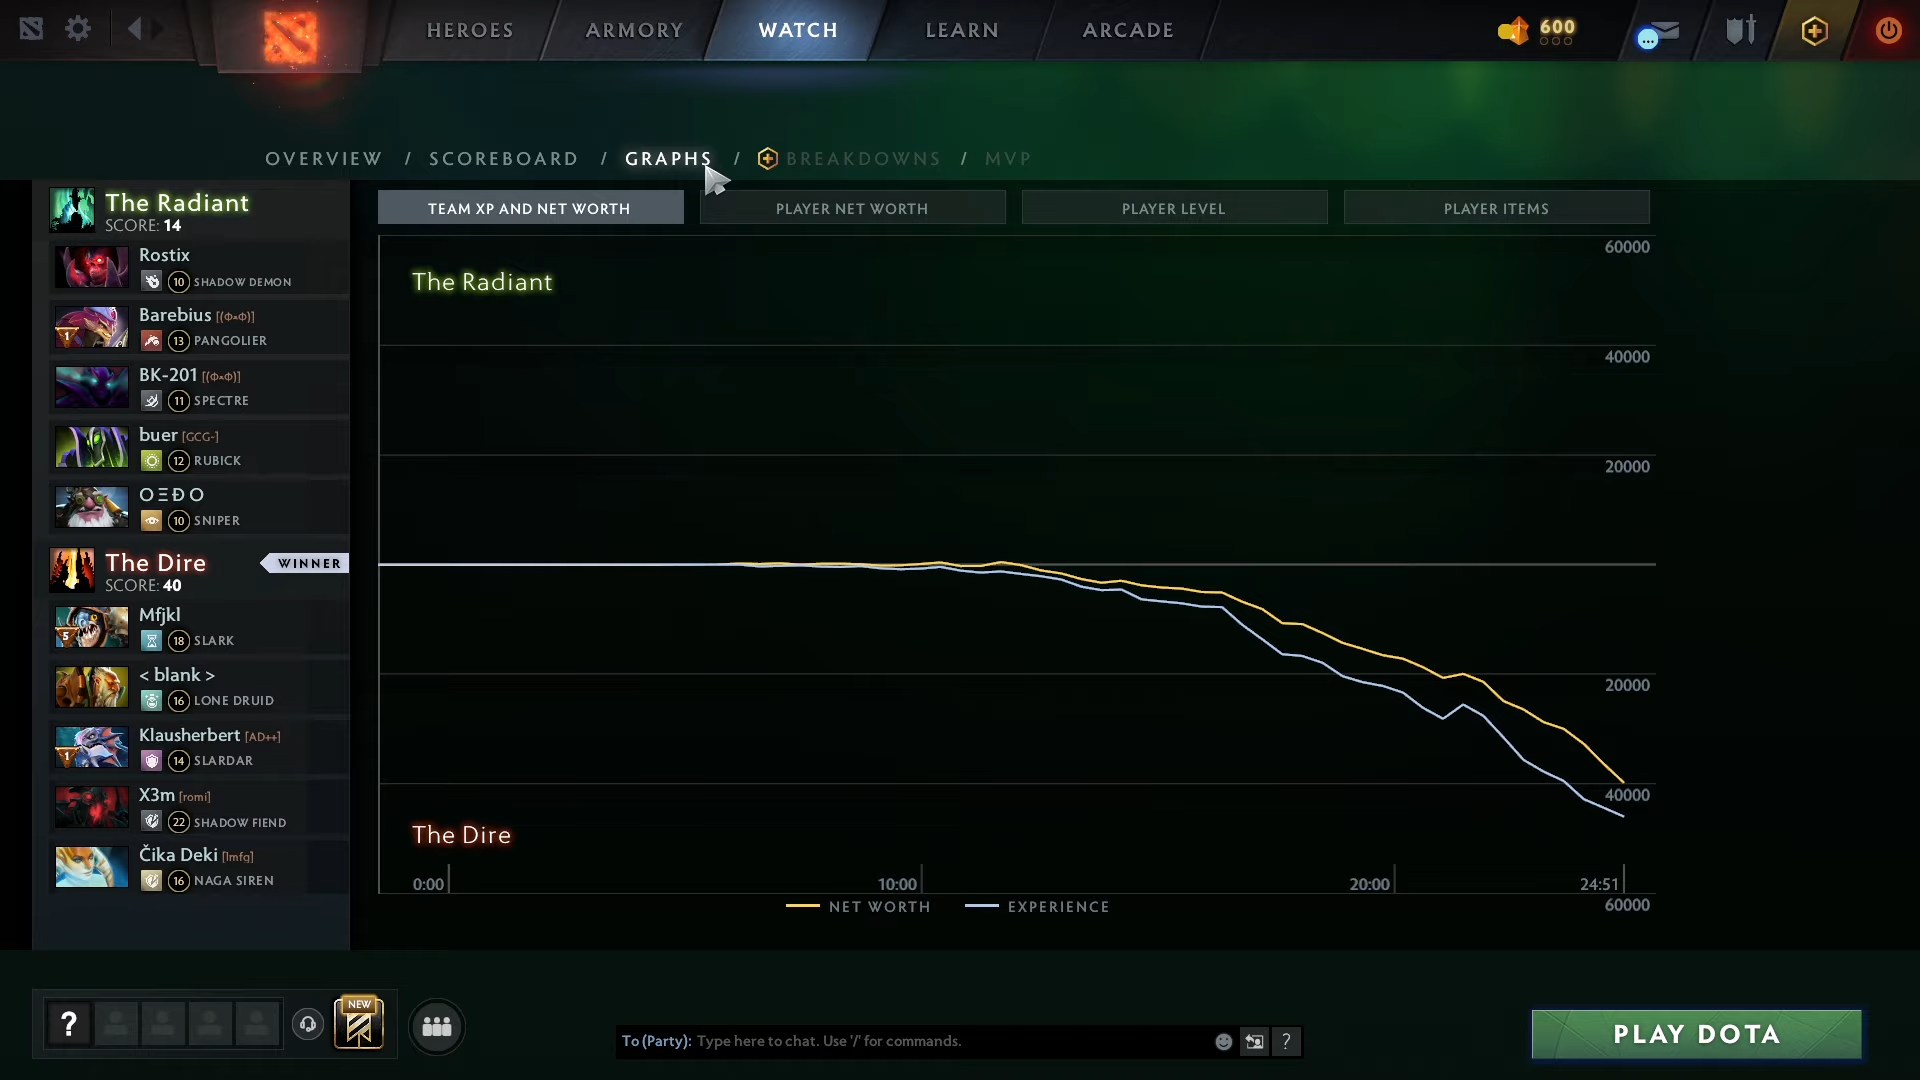 HEROES
ARMORY
WATCH
LEARN
ARCADE
600
OVERVIEW / SCOREBOARD / GRAPHS / BREAKDOWNS / MVP
The Radiant
SCORE: 14
Rostix
10 SHADOW DEMON
Barebius [(Φ^Φ)]
1
13 PANGOLIER
BK-201 [(Φ^Φ)]
11 SPECTRE
buer [GCG-]
12 RUBICK
OΞÐO
10 SNIPER
The Dire
WINNER
SCORE: 40
Mfjkl
5
18 SLARK
< blank >
16 LONE DRUID
Klausherbert [AD++]
1
14 SLARDAR
X3m [romi]
22 SHADOW FIEND
Čika Deki [lmfg]
16 NAGA SIREN
TEAM XP AND NET WORTH
PLAYER NET WORTH
PLAYER LEVEL
PLAYER ITEMS
60000
The Radiant
40000
20000
20000
40000
The Dire
0:00
10:00
20:00
24:51
60000
NET WORTH
EXPERIENCE
?
NEW
To (Party): Type here to chat. Use '/' for commands.
?
PLAY DOTA